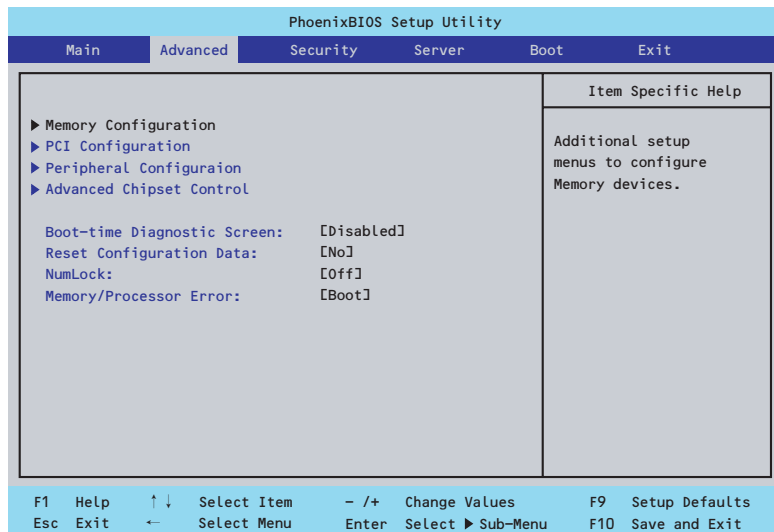 PhoenixBIOS Setup Utility
Main Advanced Security Server Boot Exit
Item Specific Help
▶ Memory Configuration
▶ PCI Configuration
▶ Peripheral Configuraion
▶ Advanced Chipset Control
Additional setup
menus to configure
Memory devices.
Boot-time Diagnostic Screen: [Disabled]
Reset Configuration Data: [No]
NumLock: [Off]
Memory/Processor Error: [Boot]
F1 Help ↑↓ Select Item - /+ Change Values F9 Setup Defaults
Esc Exit ← Select Menu Enter Select ▶ Sub-Menu F10 Save and Exit